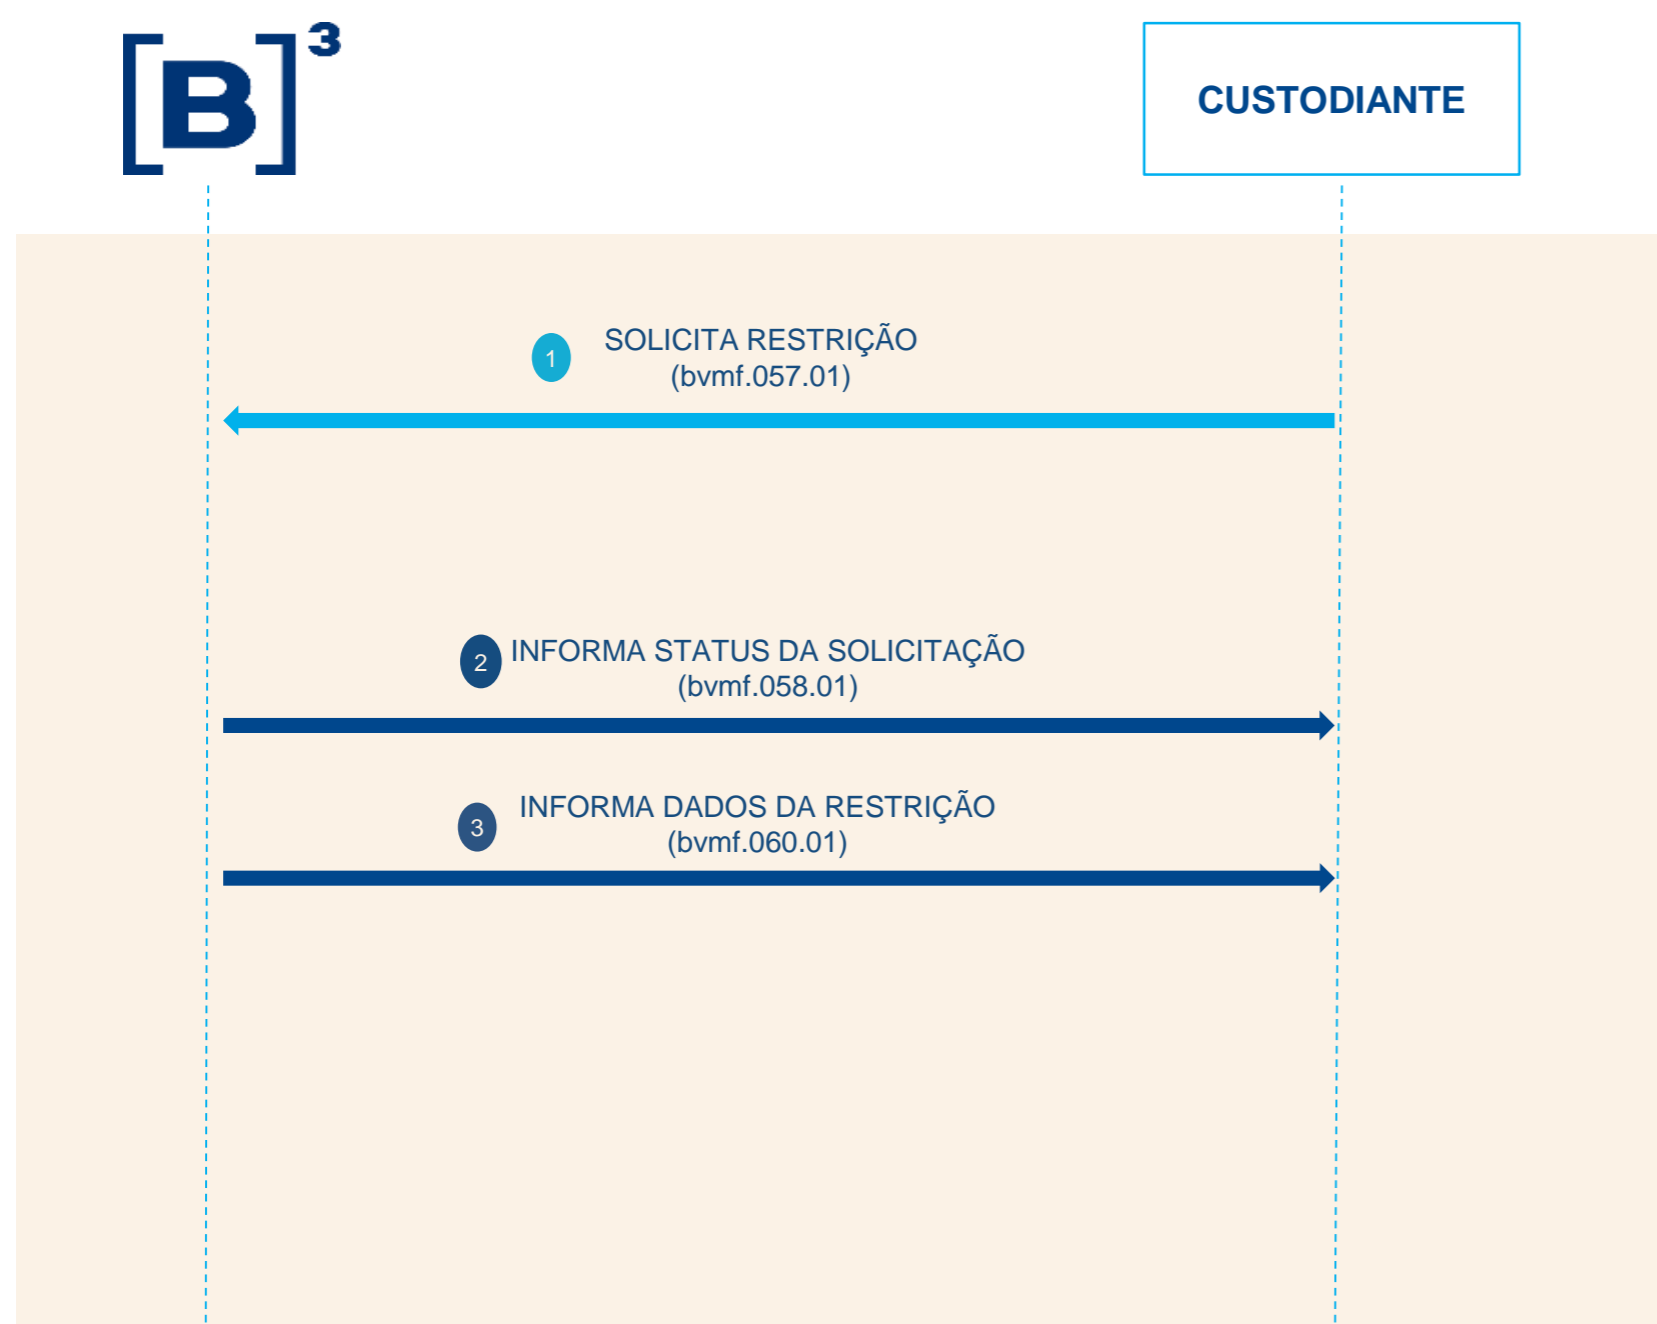 [B]³
CUSTODIANTE
1
SOLICITA RESTRIÇÃO
(bvmf.057.01)
2
INFORMA STATUS DA SOLICITAÇÃO
(bvmf.058.01)
3
INFORMA DADOS DA RESTRIÇÃO
(bvmf.060.01)